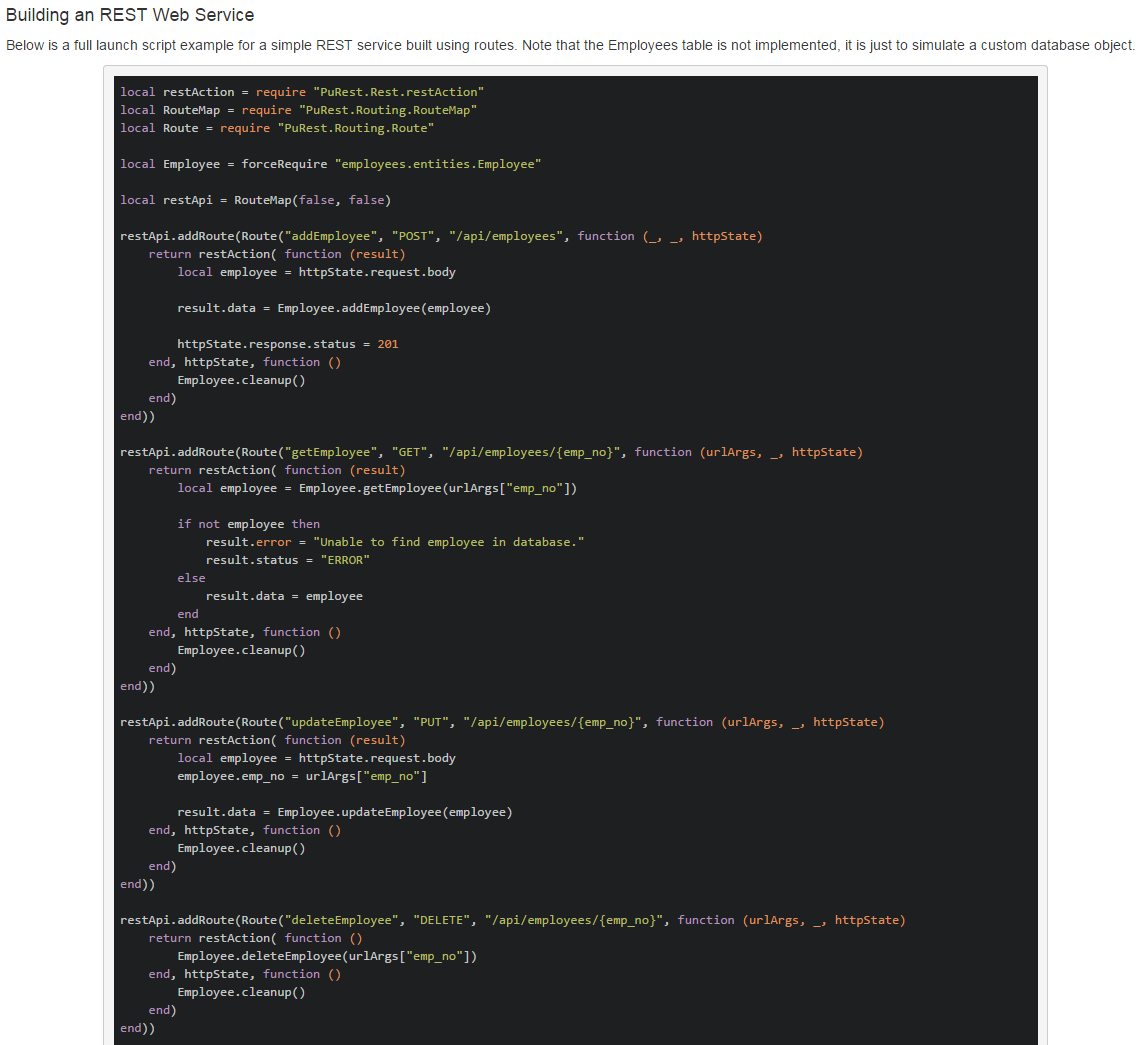 Building an REST Web Service
Below is a full launch script example for a simple REST service built using routes. Note that the Employees table is not implemented, it is just to simulate a custom database object.
local restAction = require "PuRest.Rest.restAction"
local RouteMap = require "PuRest.Routing.RouteMap"
local Route = require "PuRest.Routing.Route"

local Employee = forceRequire "employees.entities.Employee"

local restApi = RouteMap(false, false)

restApi.addRoute(Route("addEmployee", "POST", "/api/employees", function (_, _, httpState)
    return restAction( function (result)
        local employee = httpState.request.body

        result.data = Employee.addEmployee(employee)

        httpState.response.status = 201
    end, httpState, function ()
        Employee.cleanup()
    end)
end))

restApi.addRoute(Route("getEmployee", "GET", "/api/employees/{emp_no}", function (urlArgs, _, httpState)
    return restAction( function (result)
        local employee = Employee.getEmployee(urlArgs["emp_no"])

        if not employee then
            result.error = "Unable to find employee in database."
            result.status = "ERROR"
        else
            result.data = employee
        end
    end, httpState, function ()
        Employee.cleanup()
    end)
end))

restApi.addRoute(Route("updateEmployee", "PUT", "/api/employees/{emp_no}", function (urlArgs, _, httpState)
    return restAction( function (result)
        local employee = httpState.request.body
        employee.emp_no = urlArgs["emp_no"]

        result.data = Employee.updateEmployee(employee)
    end, httpState, function ()
        Employee.cleanup()
    end)
end))

restApi.addRoute(Route("deleteEmployee", "DELETE", "/api/employees/{emp_no}", function (urlArgs, _, httpState)
    return restAction( function ()
        Employee.deleteEmployee(urlArgs["emp_no"])
    end, httpState, function ()
        Employee.cleanup()
    end)
end))